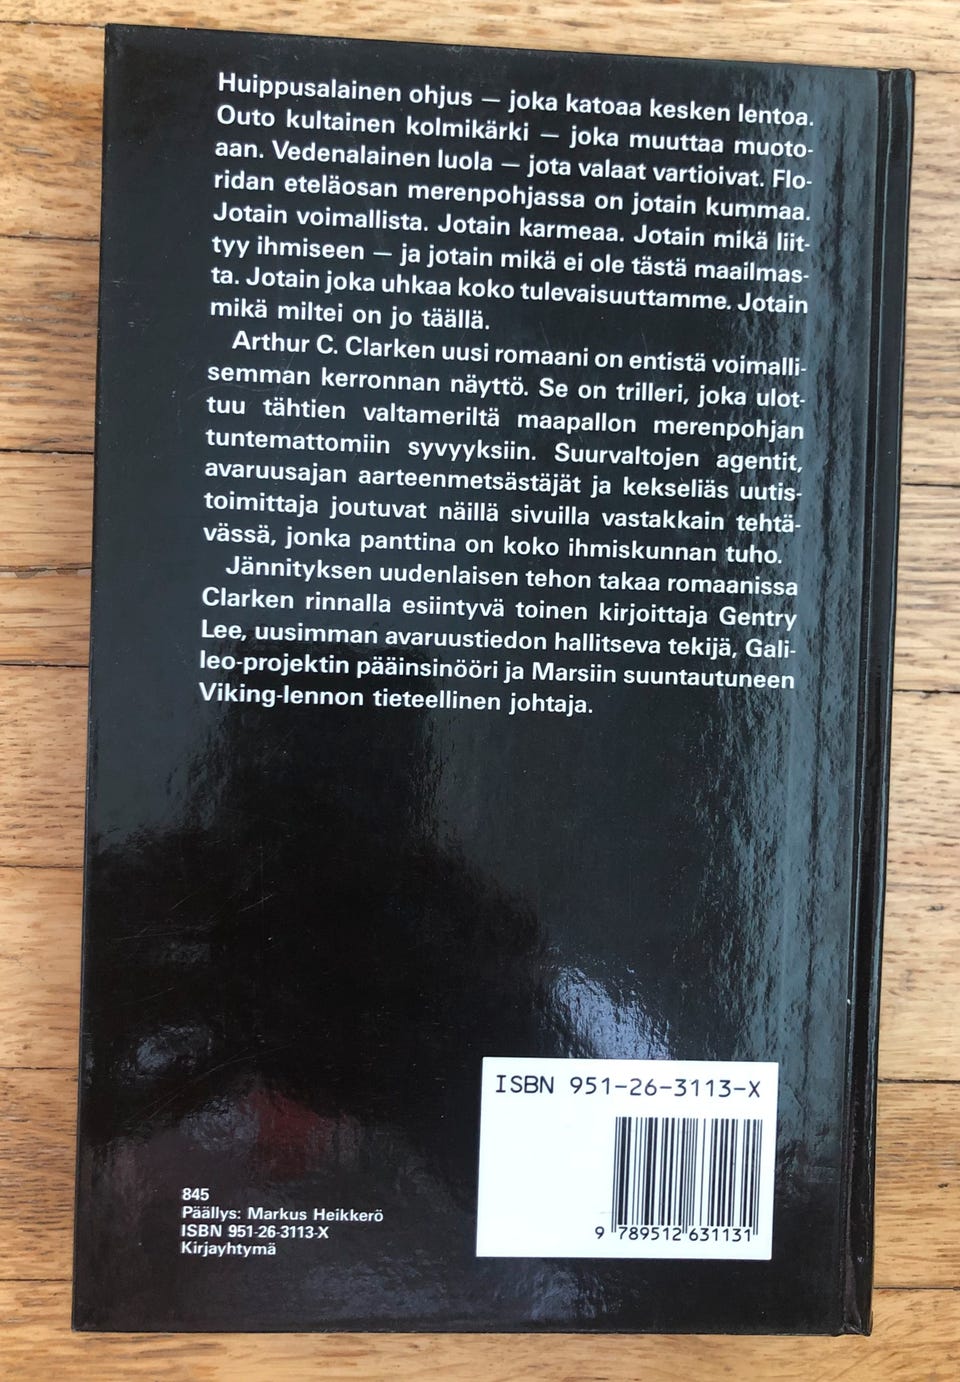 Huippusalainen ohjus — joka katoaa kesken lentoa.
Outo kultainen kolmikärki — joka muuttaa muoto-
aan. Vedenalainen luola — jota valaat vartioivat. Flo-
ridan eteläosan merenpohjassa on jotain kummaa.
Jotain voimallista. Jotain karmeaa. Jotain mikä liit-
tyy ihmiseen — ja jotain mikä ei ole tästä maailmas-
ta. Jotain joka uhkaa koko tulevaisuuttamme. Jotain
mikä miltei on jo täällä.
Arthur C. Clarken uusi romaani on entistä voimalli-
semman kerronnan näyttö. Se on trilleri, joka ulot-
tuu tähtien valtameriltä maapallon merenpohjan
tuntemattomiin syvyyksiin. Suurvaltojen agentit,
avaruusajan aarteenmetsästäjät ja kekseliäs uutis-
toimittaja joutuvat näillä sivuilla vastakkain tehtä-
vässä, jonka panttina on koko ihmiskunnan tuho.
Jännityksen uudenlaisen tehon takaa romaanissa
Clarken rinnalla esiintyvä toinen kirjoittaja Gentry
Lee, uusimman avaruustiedon hallitseva tekijä, Gali-
leo-projektin pääinsinööri ja Marsiin suuntautuneen
Viking-lennon tieteellinen johtaja.
ISBN 951-26-3113-X
9 789512 631131
845
Päällys: Markus Heikkerö
ISBN 951-26-3113-X
Kirjayhtymä